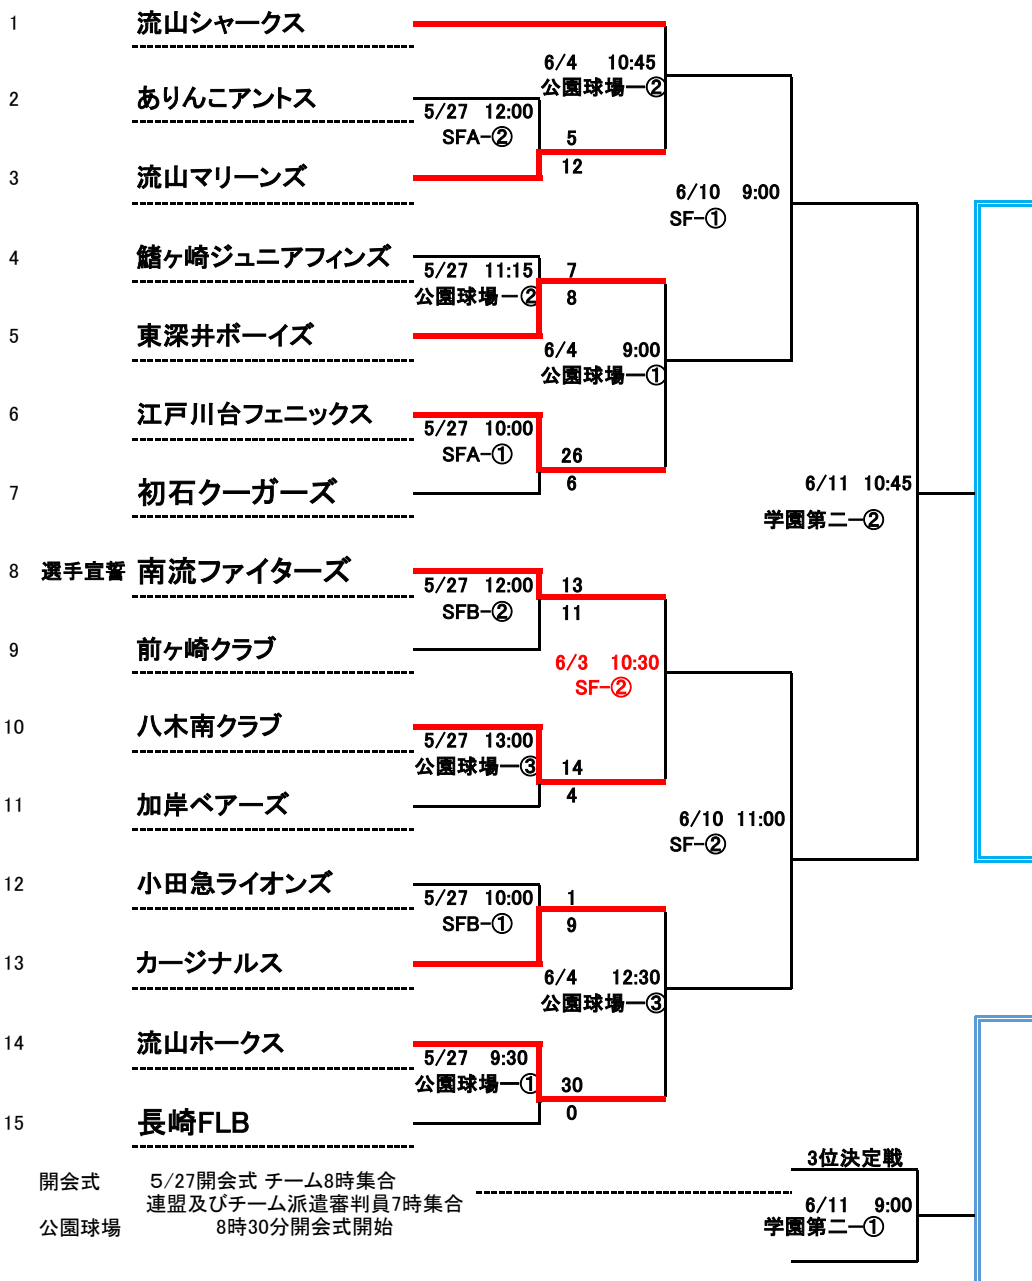 1 流山シャークス
6/4 10:45
公園球場ー②
2 ありんこアントス
5/27 12:00
SFA-②
5
12
3 流山マリーンズ
6/10 9:00
SF-①
4 鰭ヶ崎ジュニアフィンズ
5/27 11:15
公園球場ー②
7
8
5 東深井ボーイズ
6/4 9:00
公園球場ー①
6 江戸川台フェニックス
5/27 10:00
SFA-①
26
6
7 初石クーガーズ
6/11 10:45
学園第二ー②
8 選手宣誓 南流ファイターズ
5/27 12:00
SFB-②
13
11
9 前ヶ崎クラブ
6/3 10:30
SF-②
10 八木南クラブ
5/27 13:00
公園球場ー③
14
4
11 加岸ベアーズ
6/10 11:00
SF-②
12 小田急ライオンズ
5/27 10:00
SFB-①
1
9
13 カージナルス
6/4 12:30
公園球場ー③
14 流山ホークス
5/27 9:30
公園球場ー①
30
0
15 長崎FLB
3位決定戦
開会式 5/27開会式 チーム8時集合
連盟及びチーム派遣審判員7時集合
6/11 9:00
学園第二ー①
公園球場 8時30分開会式開始